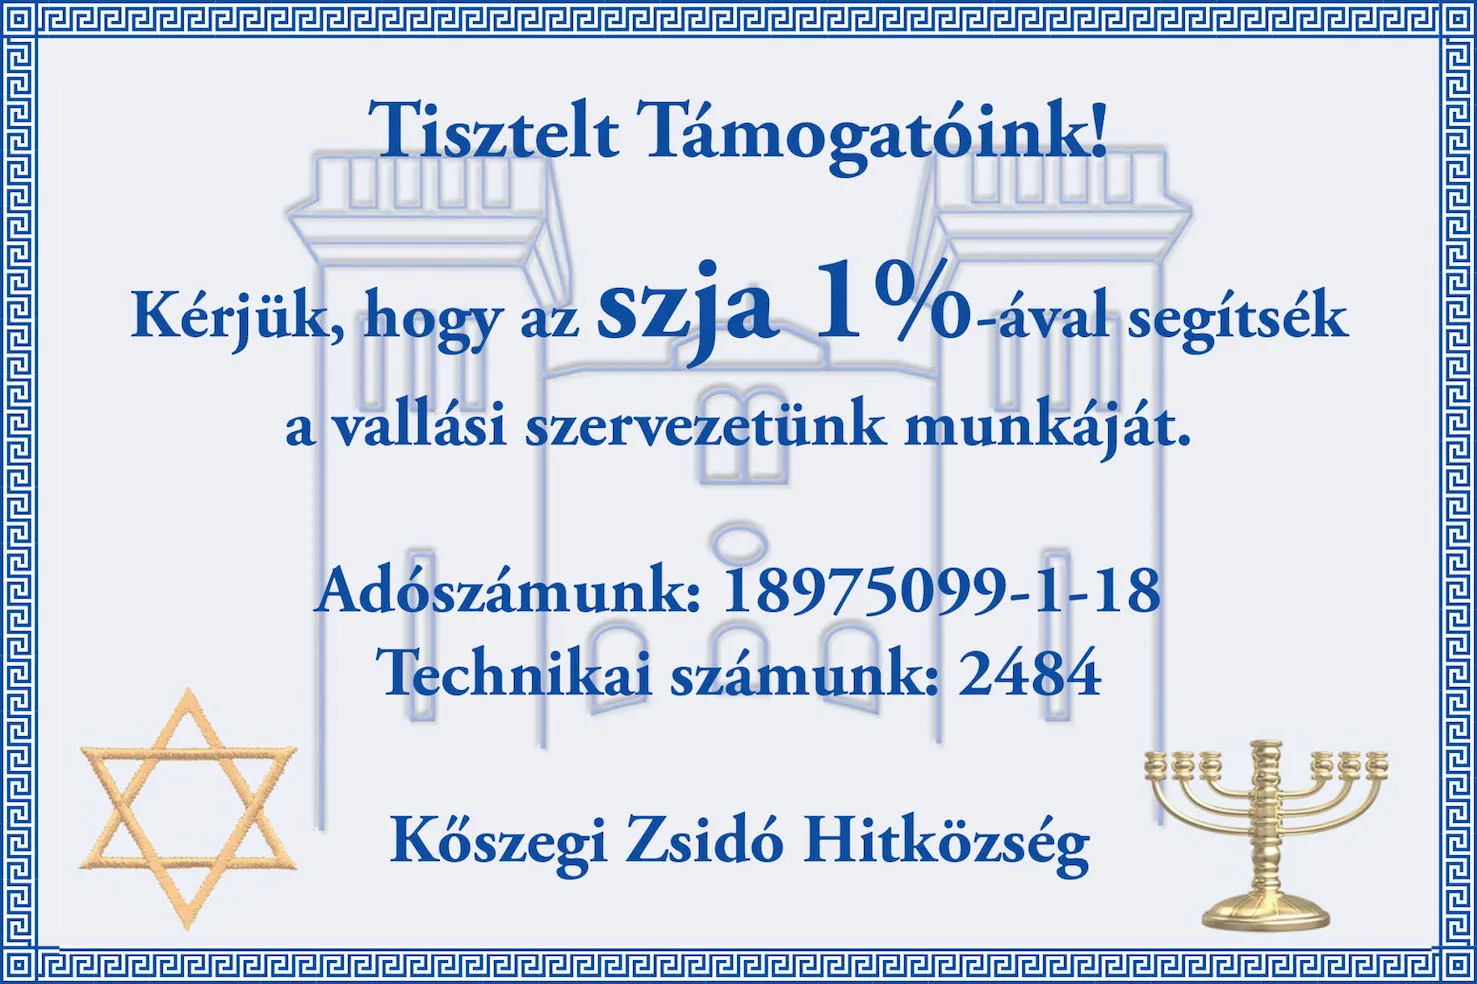 Tisztelt Támogatóink!
Kérjük, hogy az szja 1%-ával segítsék
a vallási szervezetünk munkáját.
Adószámunk: 18975099-1-18
Technikai számunk: 2484
Kőszegi Zsidó Hitközség